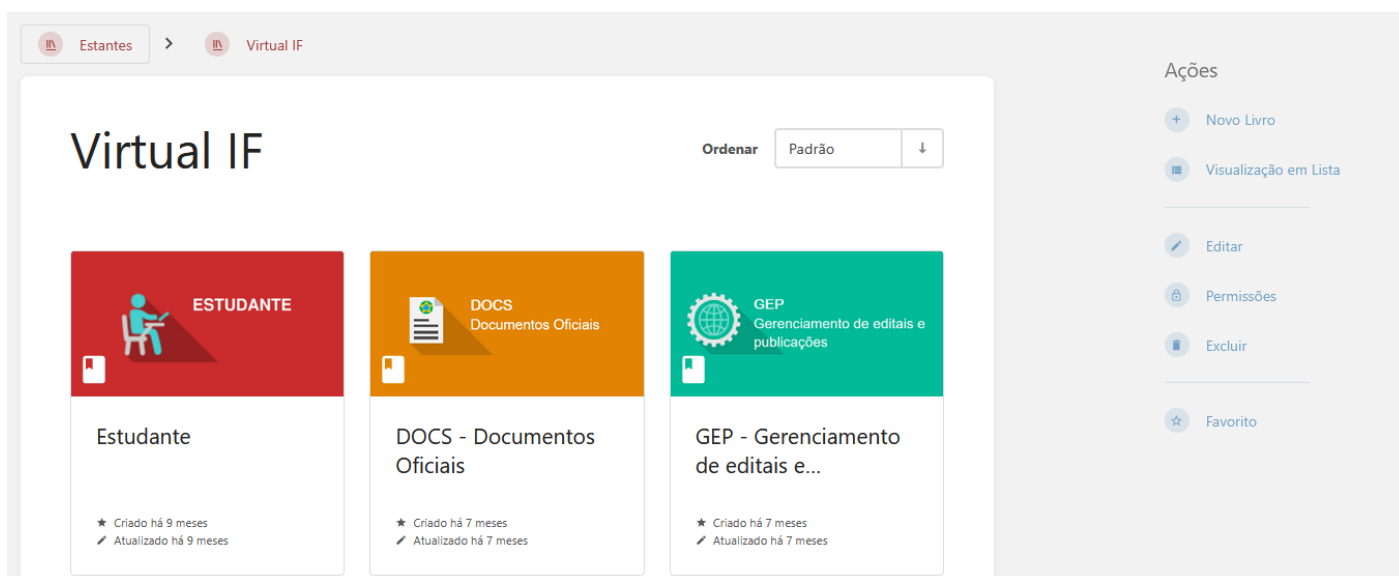 Estantes
Virtual IF
Virtual IF
Ordenar
Padrão
ESTUDANTE
Estudante
Criado há 9 meses
Atualizado há 9 meses
DOCS
Documentos Oficiais
DOCS - Documentos
Oficiais
Criado há 7 meses
Atualizado há 7 meses
GEP
Gerenciamento de editais e
publicações
GEP - Gerenciamento
de editais e...
Criado há 7 meses
Atualizado há 7 meses
Ações
Novo Livro
Visualização em Lista
Editar
Permissões
Excluir
Favorito